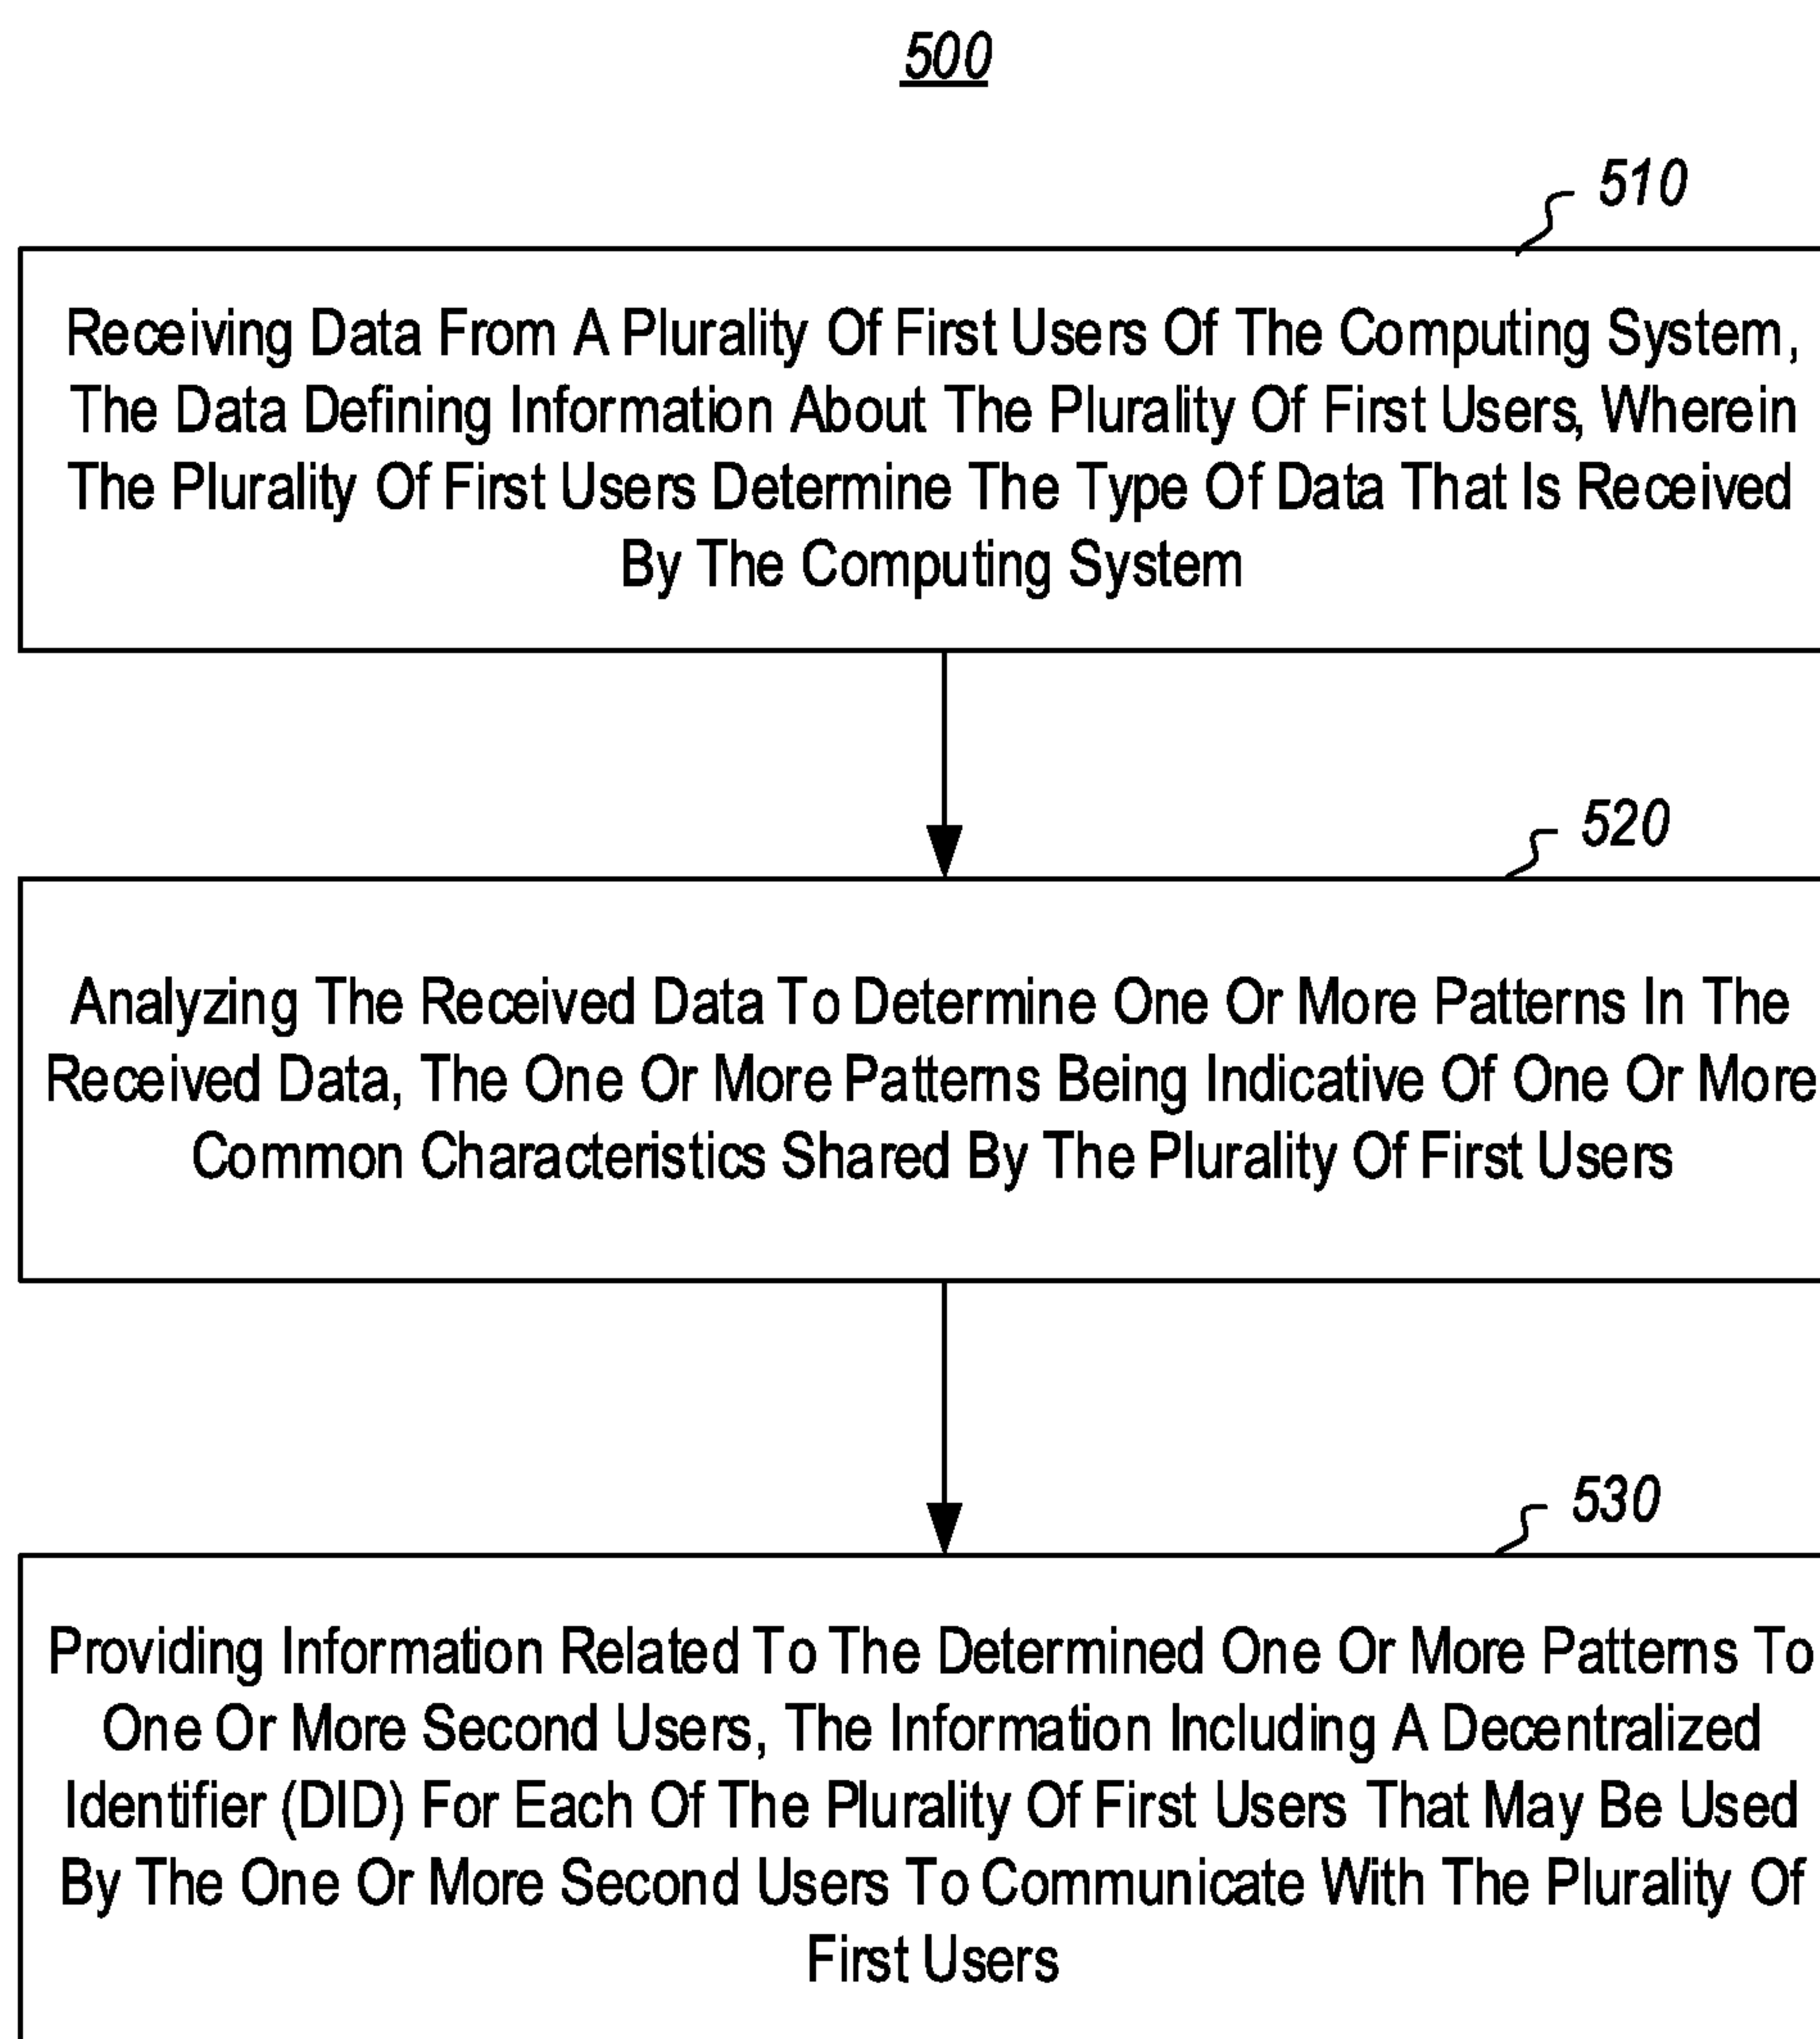 500
510
Receiving Data From A Plurality Of First Users Of The Computing System,
The Data Defining Information About The Plurality Of First Users, Wherein
The Plurality Of First Users Determine The Type Of Data That Is Received
By The Computing System
520
Analyzing The Received Data To Determine One Or More Patterns In The
Received Data, The One Or More Patterns Being Indicative Of One Or More
Common Characteristics Shared By The Plurality Of First Users
530
Providing Information Related To The Determined One Or More Patterns To
One Or More Second Users, The Information Including A Decentralized
Identifier (DID) For Each Of The Plurality Of First Users That May Be Used
By The One Or More Second Users To Communicate With The Plurality Of
First Users